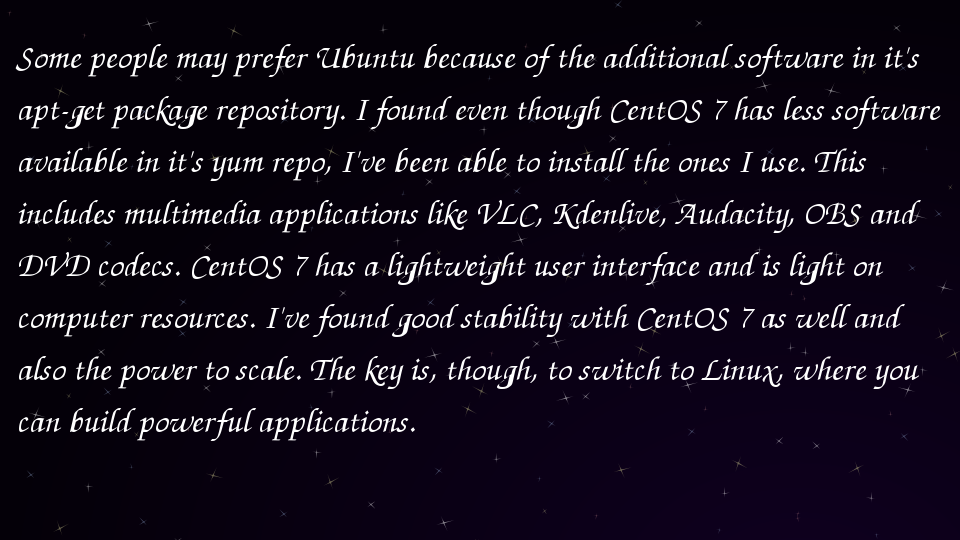 Some people may prefer Ubuntu because of the additional software in it's
apt-get package repository. I found even though CentOS 7 has less software
available in it's yum repo, I've been able to install the ones I use. This
includes multimedia applications like VLC, Kdenlive, Audacity, OBS and
DVD codecs. CentOS 7 has a lightweight user interface and is light on
computer resources. I've found good stability with CentOS 7 as well and
also the power to scale. The key is, though, to switch to Linux, where you
can build powerful applications.